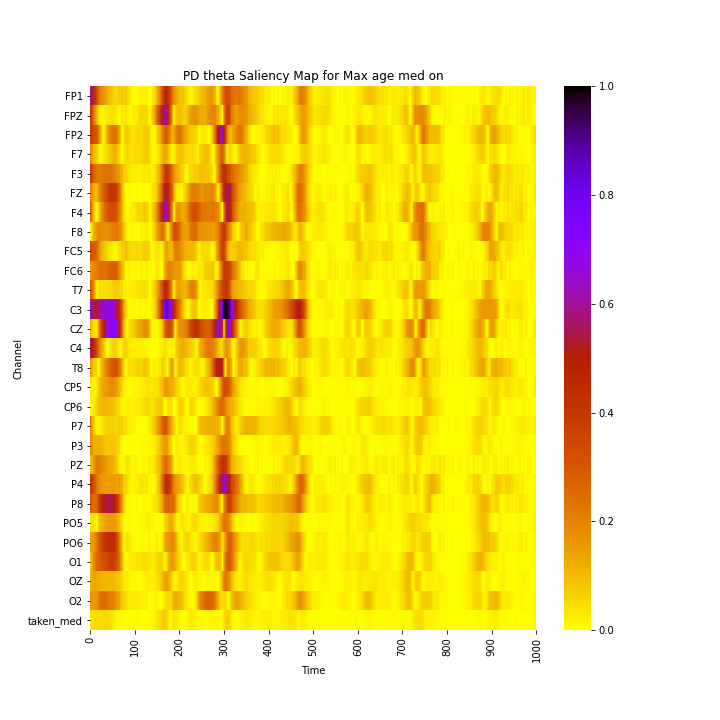 PD theta Saliency Map for Max age med on
Channel
FP1
FPZ
FP2
F7
F3
FZ
F4
F8
FC5
FC6
T7
C3
CZ
C4
T8
CP5
CP6
P7
P3
PZ
P4
P8
PO5
PO6
O1
OZ
O2
taken_med
0 100 200 300 400 500 600 700 800 900 1000
Time
1.0
0.8
0.6
0.4
0.2
0.0